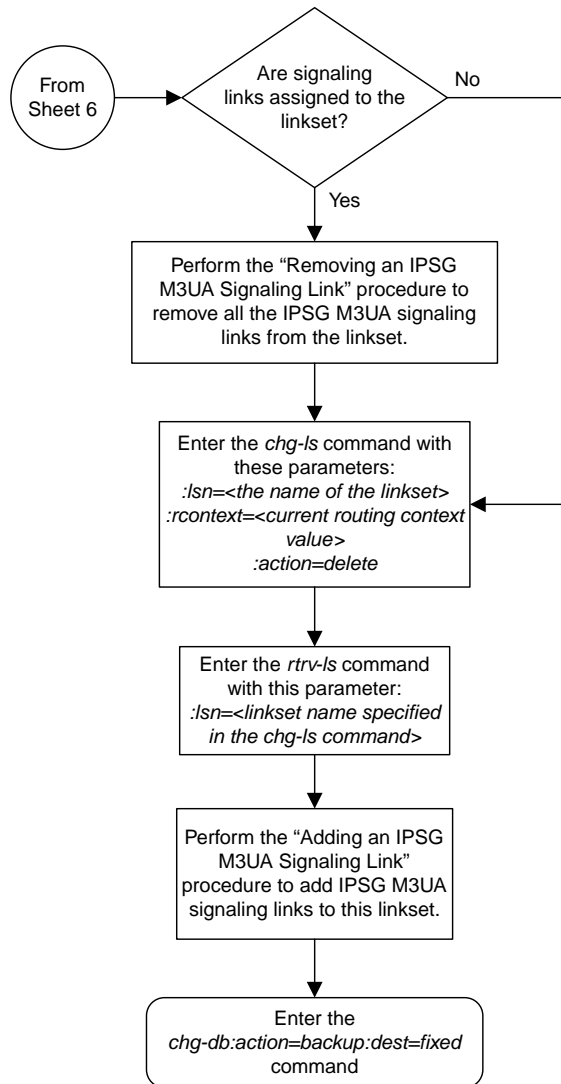 From
Sheet 6
Are signaling
links assigned to the
linkset?
No
Yes
Perform the “Removing an IPSG
M3UA Signaling Link” procedure to
remove all the IPSG M3UA signaling
links from the linkset.
Enter the chg-ls command with
these parameters:
:lsn=<the name of the linkset>
:rcontext=<current routing context
value>
:action=delete
Enter the rtrv-ls command
with this parameter:
:lsn=<linkset name specified
in the chg-ls command>
Perform the “Adding an IPSG
M3UA Signaling Link”
procedure to add IPSG M3UA
signaling links to this linkset.
Enter the
chg-db:action=backup:dest=fixed
command